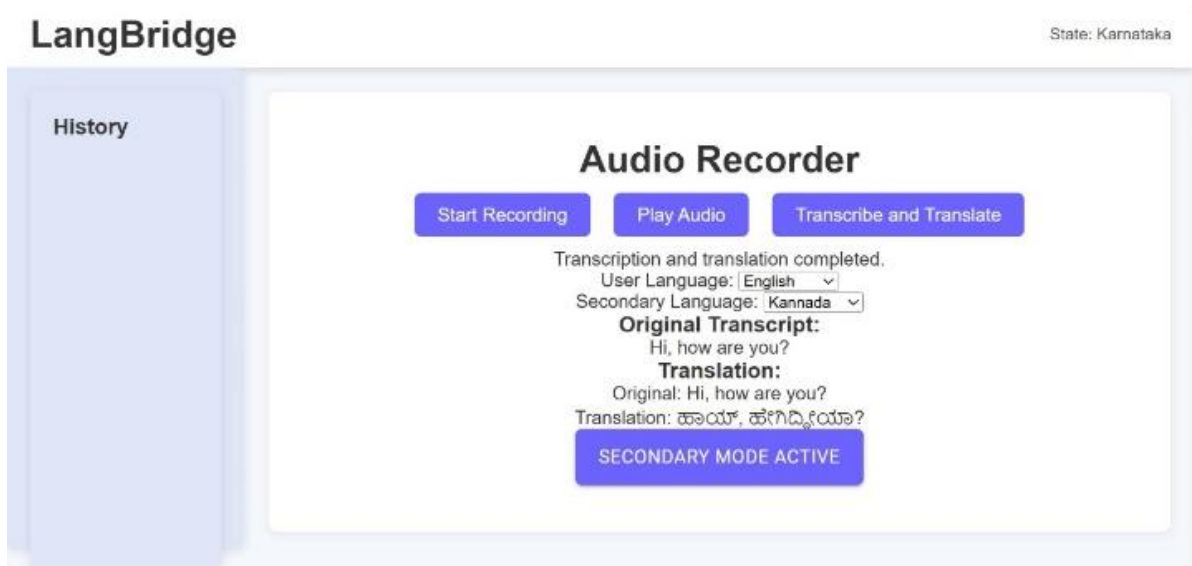 LangBridge
State: Karnataka
History
Audio Recorder
Start Recording Play Audio Transcribe and Translate
Transcription and translation completed.
User Language: English
Secondary Language: Kannada
Original Transcript:
Hi, how are you?
Translation:
Original: Hi, how are you?
Translation: ಹಾಯ್, ಹೇಗಿದ್ದೀಯಾ?
SECONDARY MODE ACTIVE